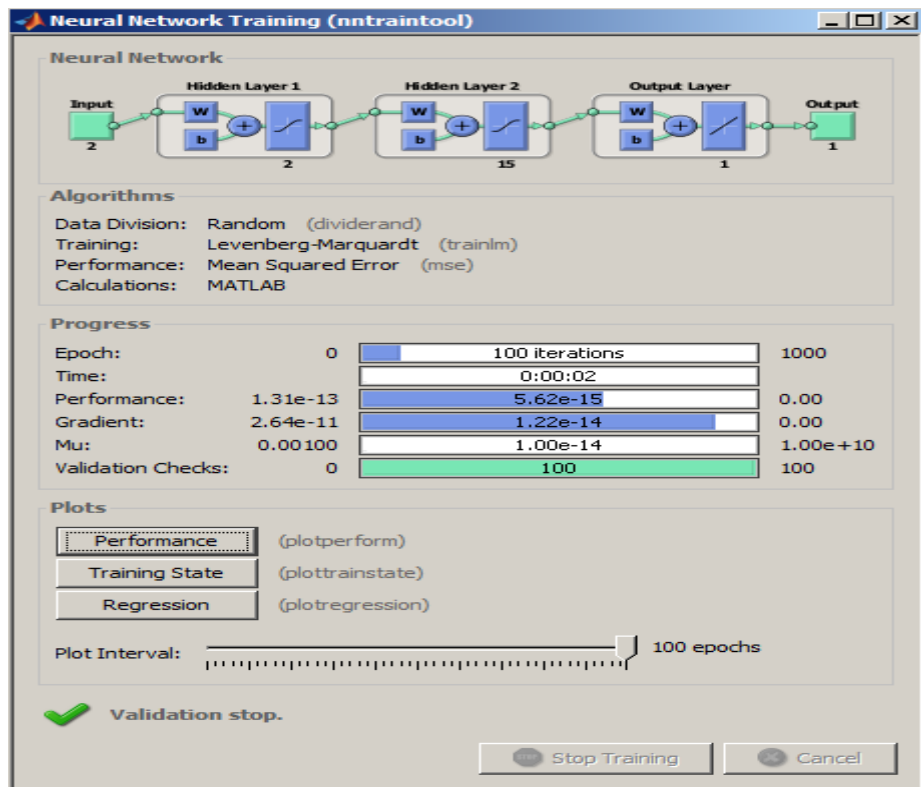 Neural Network Training (nntraintool)
Neural Network
Hidden Layer 1 Hidden Layer 2 Output Layer
Input Output
W W W
b b b
+ + +
2 2 15 1 1
Algorithms
Data Division: Random (dividerand)
Training: Levenberg-Marquardt (trainlm)
Performance: Mean Squared Error (mse)
Calculations: MATLAB
Progress
Epoch: 0 100 iterations 1000
Time: 0:00:02
Performance: 1.31e-13 5.62e-15 0.00
Gradient: 2.64e-11 1.22e-14 0.00
Mu: 0.00100 1.00e-14 1.00e+10
Validation Checks: 0 100 100
Plots
Performance (plotperform)
Training State (plottrainstate)
Regression (plotregression)
Plot Interval: 100 epochs
Validation stop.
Stop Training Cancel